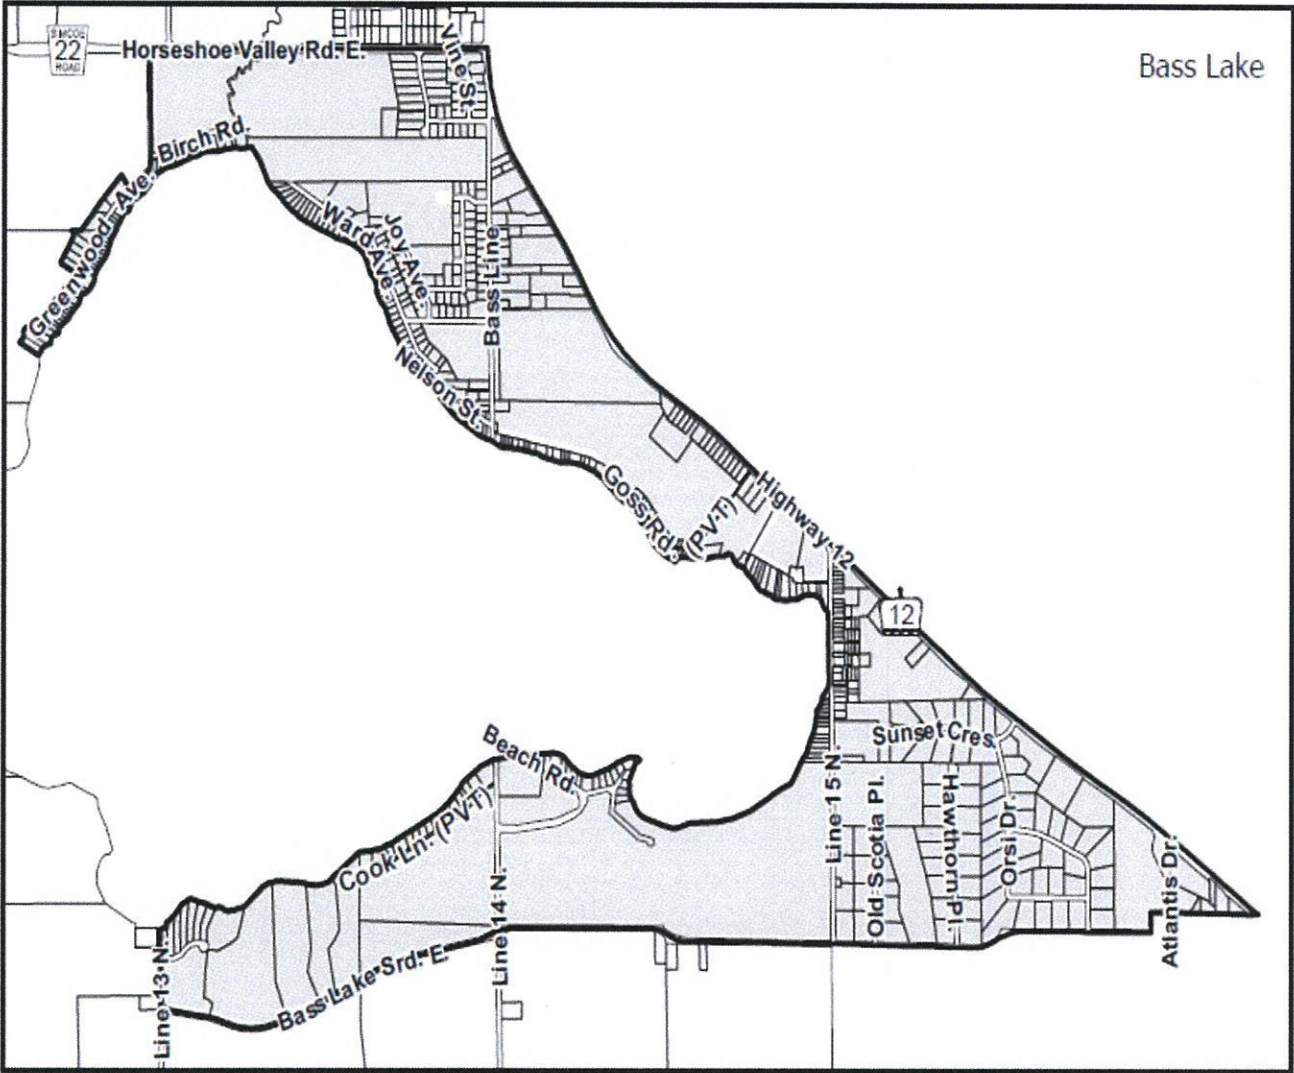 SIMCOE
22
ROAD
Horseshoe Valley Rd. E.
Vine St.
Bass Lake
Birch Rd.
Greenwood Ave.
Ward Ave.
Joy Ave.
Bass Line
Nelson St.
Goss Rd. (PVT)
Highway 12
12
Beach Rd.
Sunset Cres.
Cook Ln. (PVT)
Line 15 N.
Old Scotia Pl.
Hawthorn Pl.
Orsi Dr.
Atlantis Dr.
Line 14 N.
Line 13 N.
Bass Lake Srd. E.